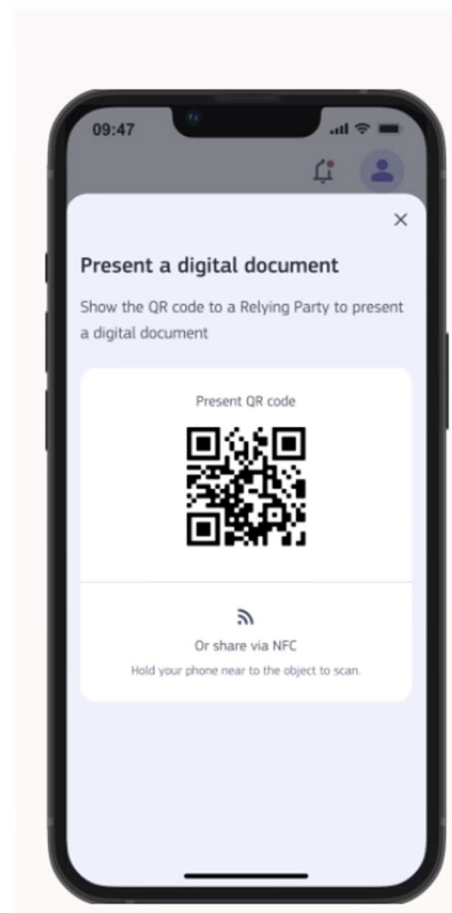 09:47
Present a digital document
Show the QR code to a Relying Party to present
a digital document
Present QR code
Or share via NFC
Hold your phone near to the object to scan.